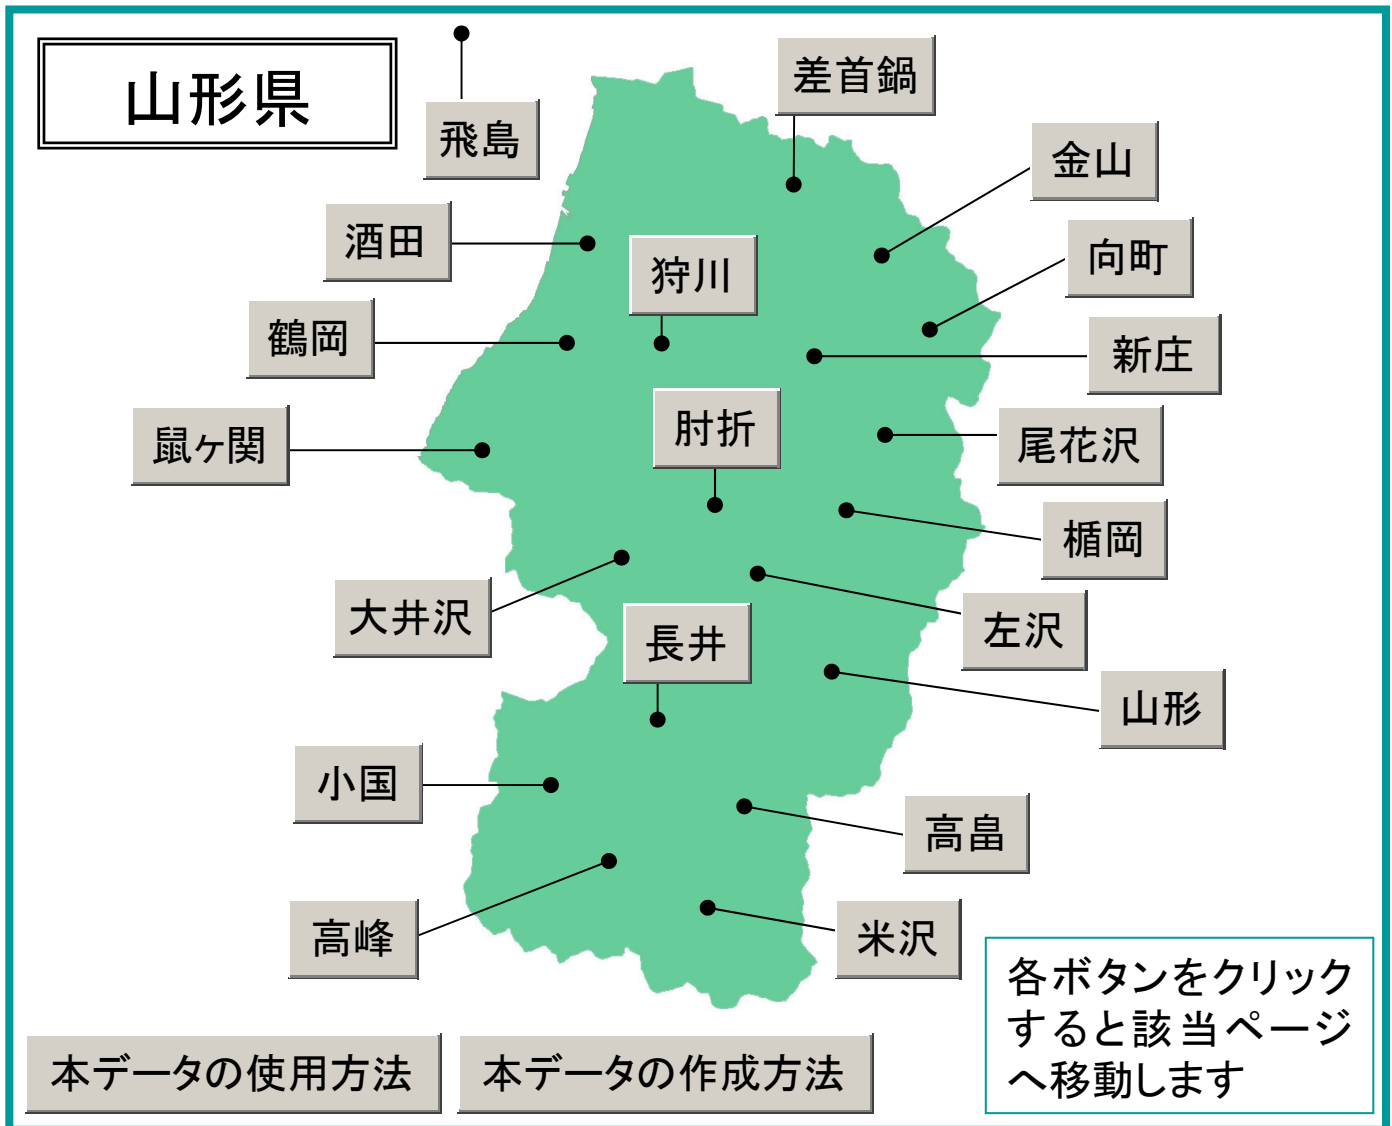 山形県
飛島
差首鍋
金山
酒田
狩川
向町
鶴岡
新庄
肘折
鼠ヶ関
尾花沢
楯岡
大井沢
左沢
長井
山形
小国
高畠
高峰
米沢
各ボタンをクリック
すると該当ページ
へ移動します
本データの使用方法
本データの作成方法